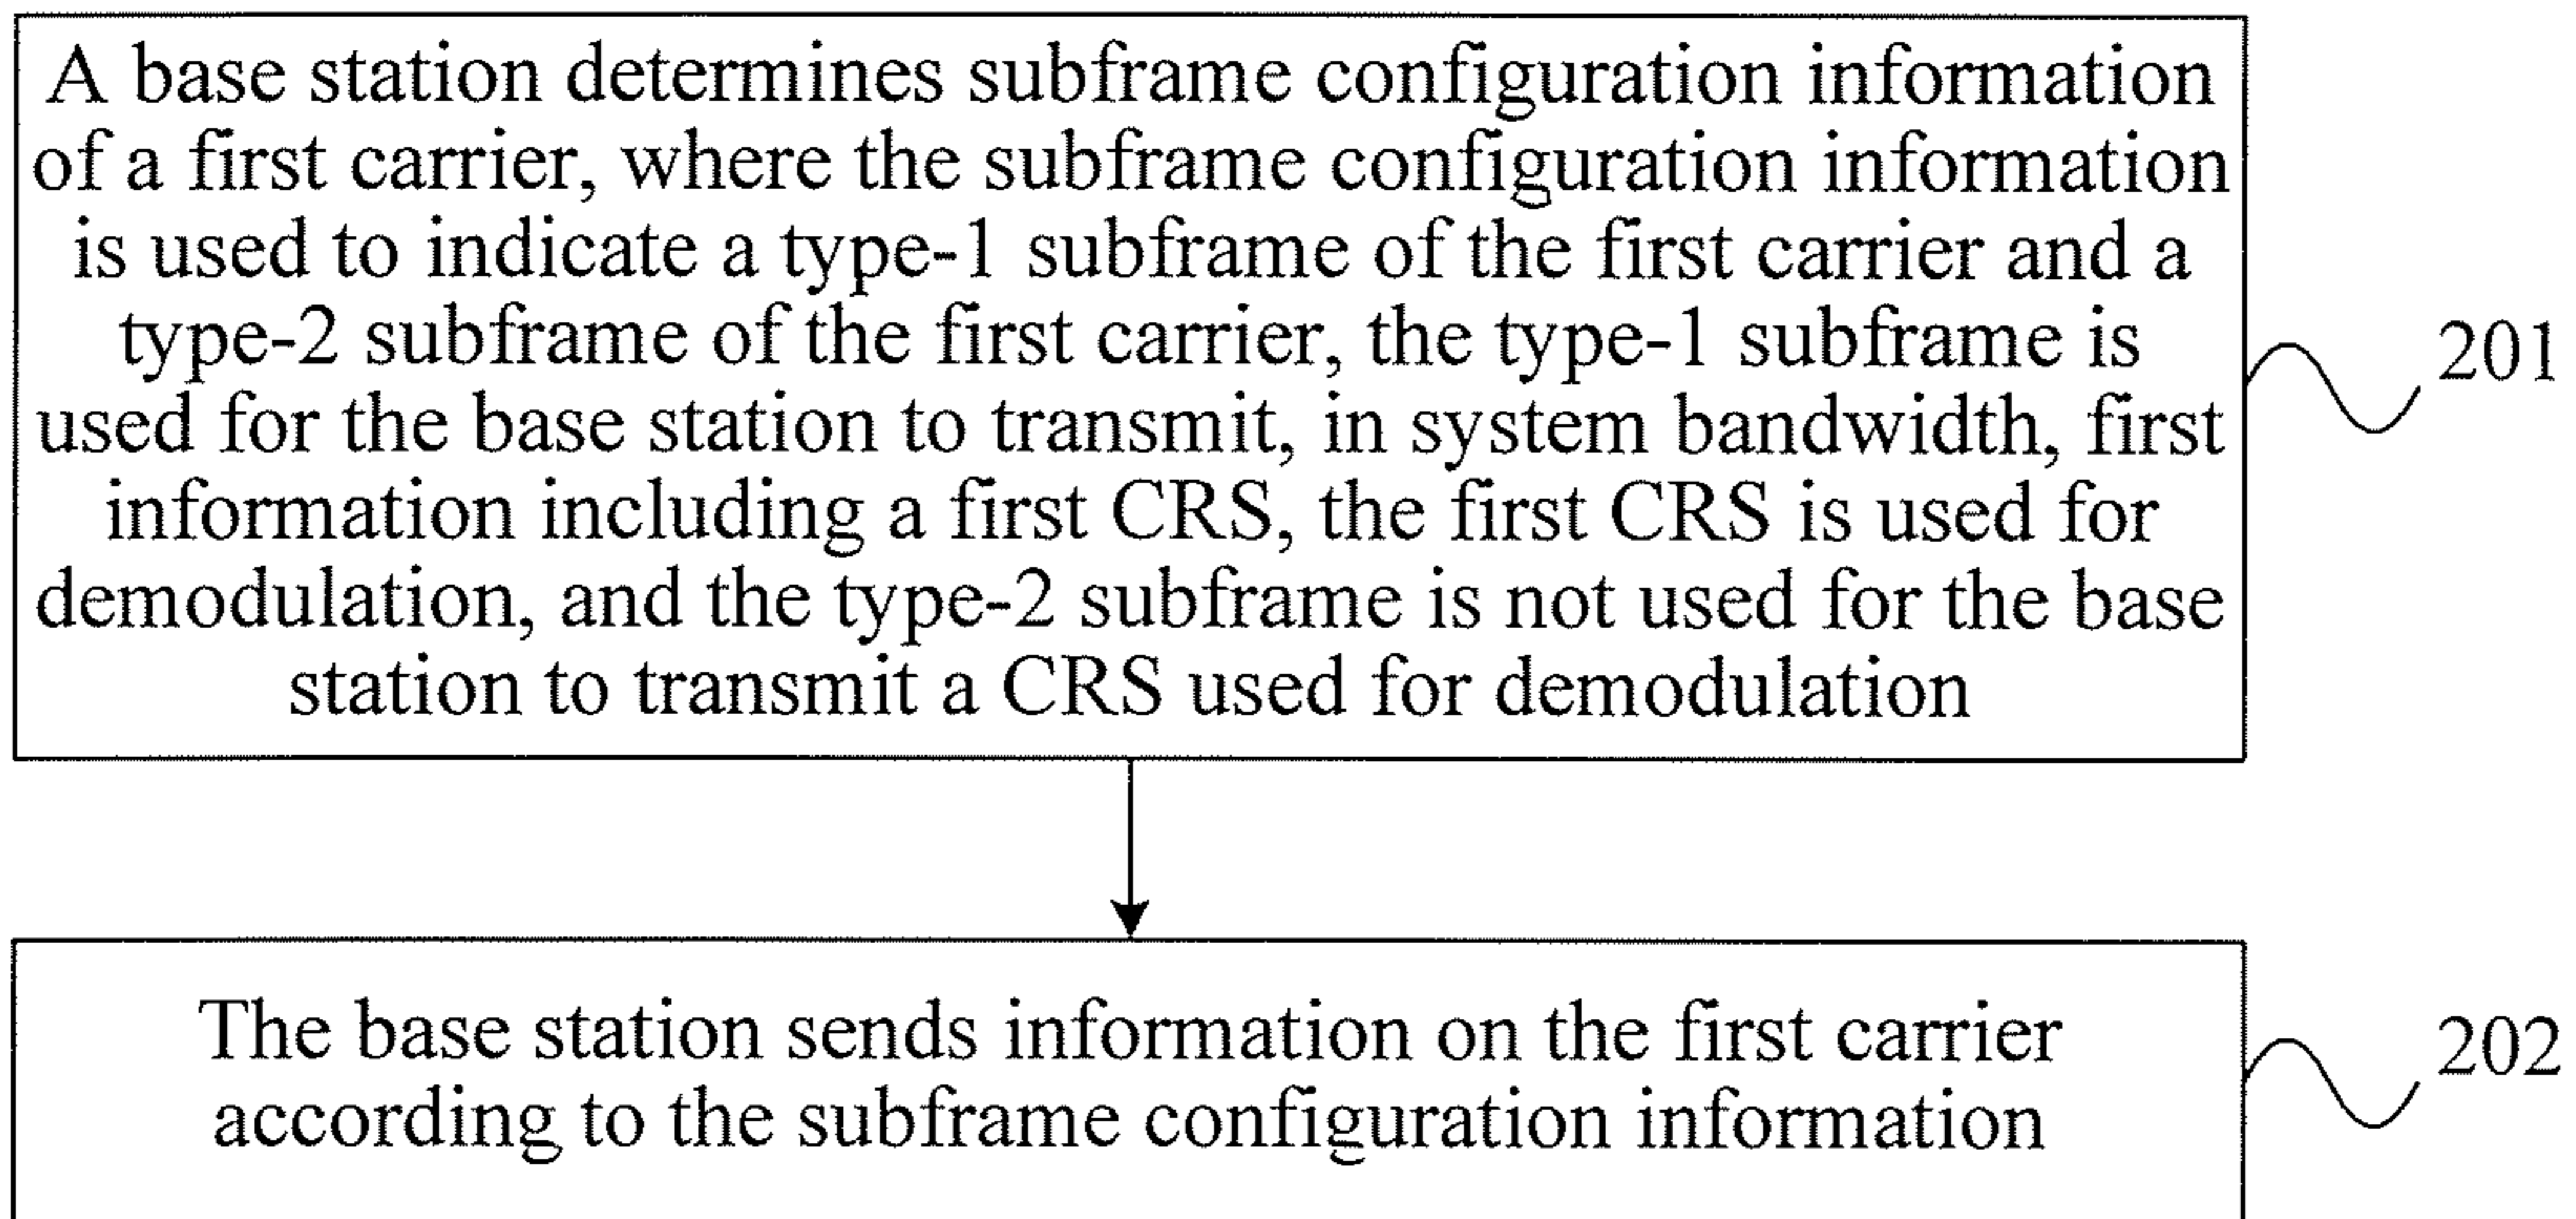 A base station determines subframe configuration information
of a first carrier, where the subframe configuration information
is used to indicate a type-1 subframe of the first carrier and a
type-2 subframe of the first carrier, the type-1 subframe is
used for the base station to transmit, in system bandwidth, first
information including a first CRS, the first CRS is used for
demodulation, and the type-2 subframe is not used for the base
station to transmit a CRS used for demodulation
201
The base station sends information on the first carrier
according to the subframe configuration information
202